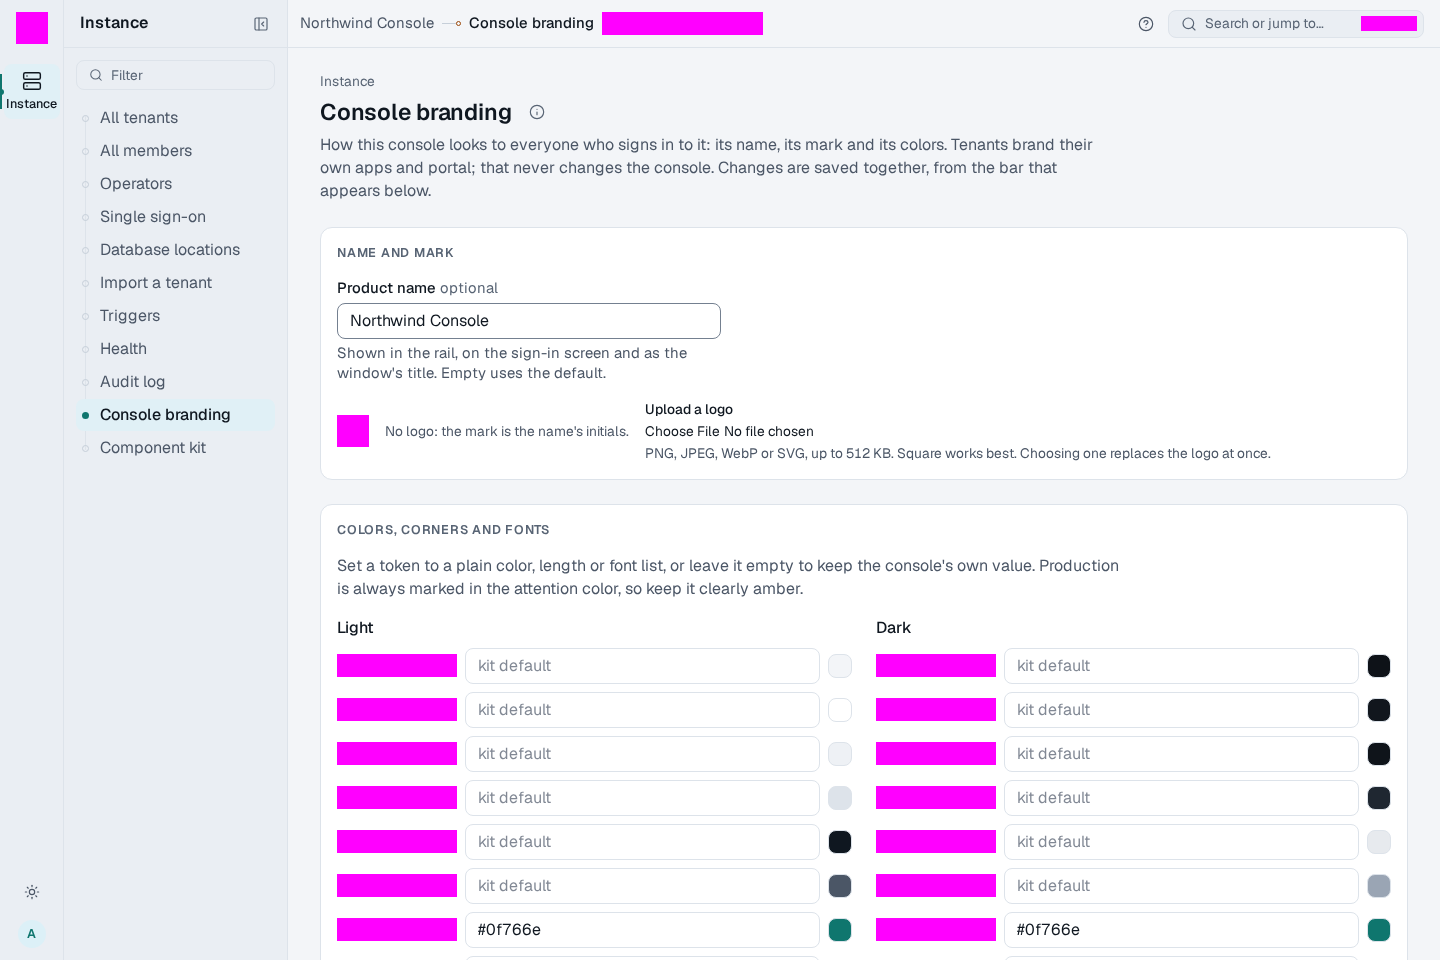 Instance
Northwind Console
Console branding
Search or jump to...
Filter
Instance
All tenants
All members
Operators
Single sign-on
Database locations
Import a tenant
Triggers
Health
Audit log
Console branding
Component kit
A
Instance
Console branding
How this console looks to everyone who signs in to it: its name, its mark and its colors. Tenants brand their
own apps and portal; that never changes the console. Changes are saved together, from the bar that
appears below.
NAME AND MARK
Product name optional
Northwind Console
Shown in the rail, on the sign-in screen and as the
window's title. Empty uses the default.
No logo: the mark is the name's initials.
Upload a logo
Choose File No file chosen
PNG, JPEG, WebP or SVG, up to 512 KB. Square works best. Choosing one replaces the logo at once.
COLORS, CORNERS AND FONTS
Set a token to a plain color, length or font list, or leave it empty to keep the console's own value. Production
is always marked in the attention color, so keep it clearly amber.
Light
kit default
kit default
kit default
kit default
kit default
kit default
#0f766e
Dark
kit default
kit default
kit default
kit default
kit default
kit default
#0f766e